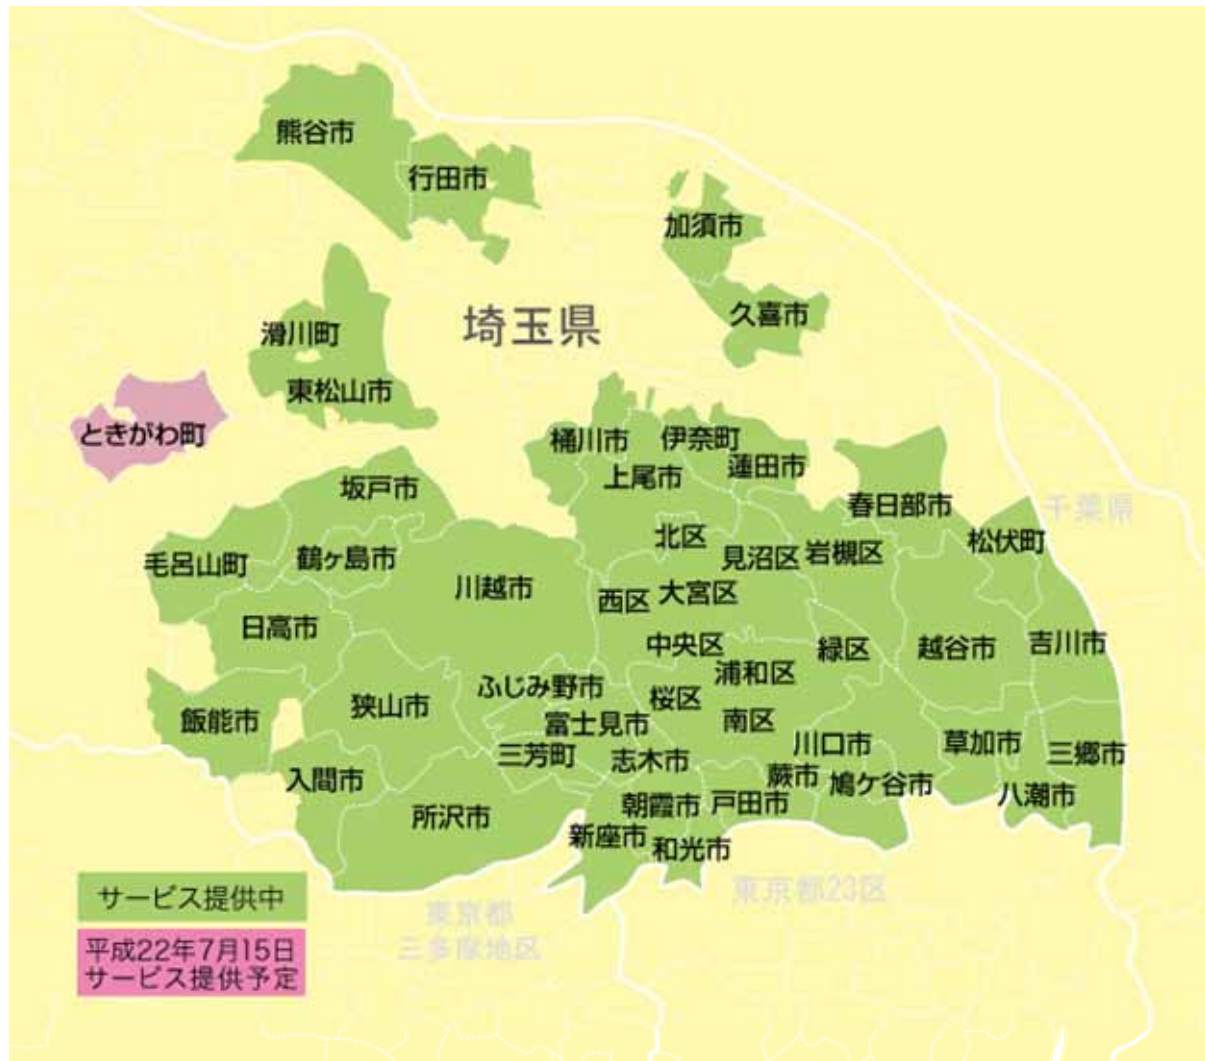 熊谷市
行田市
加須市
久喜市
埼玉県
滑川町
東松山市
ときがわ町
桶川市
伊奈町
上尾市
蓮田市
坂戸市
春日部市
千葉県
松伏町
北区
見沼区
岩槻区
毛呂山町
鶴ヶ島市
川越市
西区
大宮区
日高市
中央区
浦和区
緑区
越谷市
吉川市
ふじみ野市
桜区
飯能市
狭山市
富士見市
南区
三芳町
志木市
川口市
草加市
三郷市
入間市
蕨市
鳩ケ谷市
八潮市
所沢市
朝霞市
戸田市
新座市
和光市
東京都23区
東京都
三多摩地区
サービス提供中
平成22年7月15日
サービス提供予定